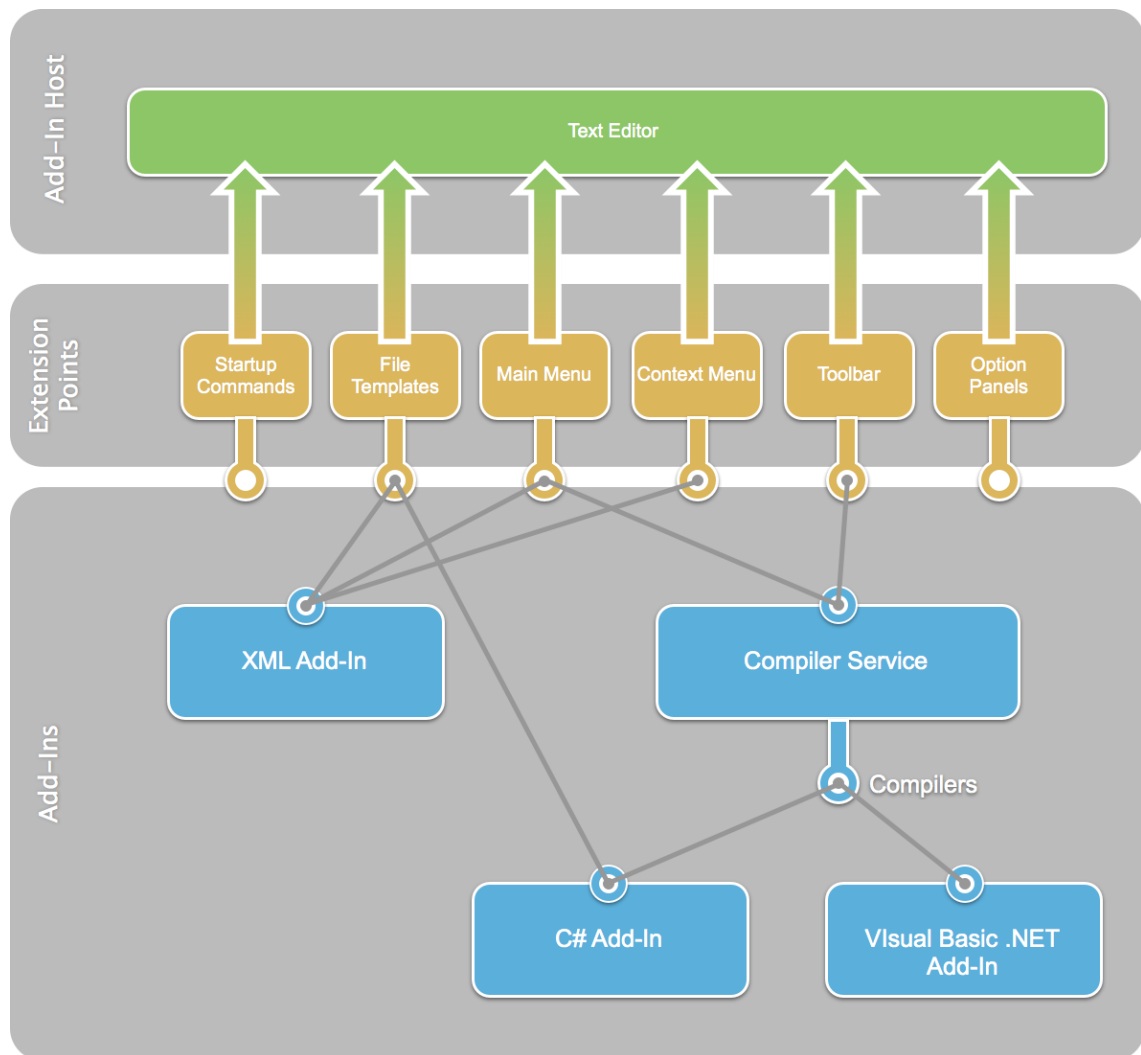 Add-In Host
Text Editor
Extension
Points
Startup
Commands
File
Templates
Main Menu
Context Menu
Toolbar
Option
Panels
Add-Ins
XML Add-In
Compiler Service
Compilers
C# Add-In
VIsual Basic .NET
Add-In